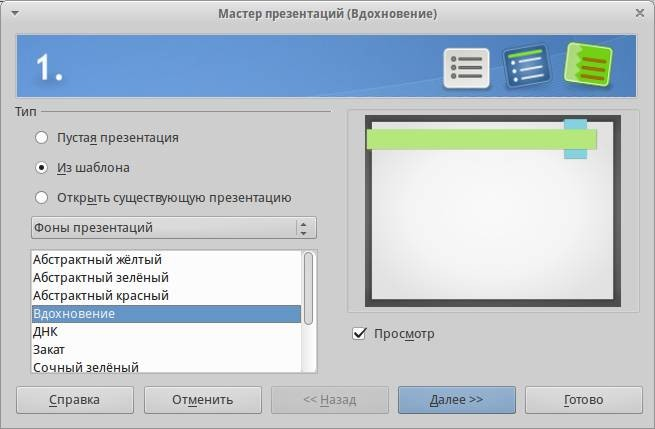 Мастер презентаций (Вдохновение)
1.
Тип
Пустая презентация
Из шаблона
Открыть существующую презентацию
Фоны презентаций
Абстрактный жёлтый
Абстрактный зелёный
Абстрактный красный
Вдохновение
ДНК
Закат
Сочный зелёный
Просмотр
Справка
Отменить
<< Назад
Далее >>
Готово